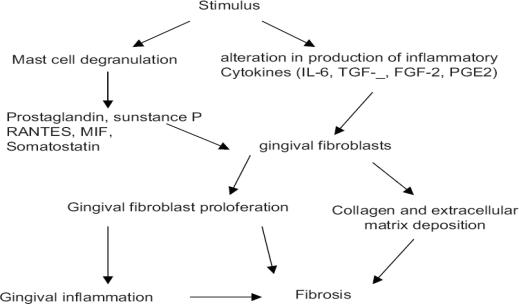 Stimulus
Mast cell degranulation
alteration in production of inflammatory
Cytokines (IL-6, TGF-_, FGF-2, PGE2)
Prostaglandin, sunstance P
RANTES, MIF,
Somatostatin
gingival fibroblasts
Gingival fibroblast proloferation
Collagen and extracellular
matrix deposition
Gingival inflammation
Fibrosis